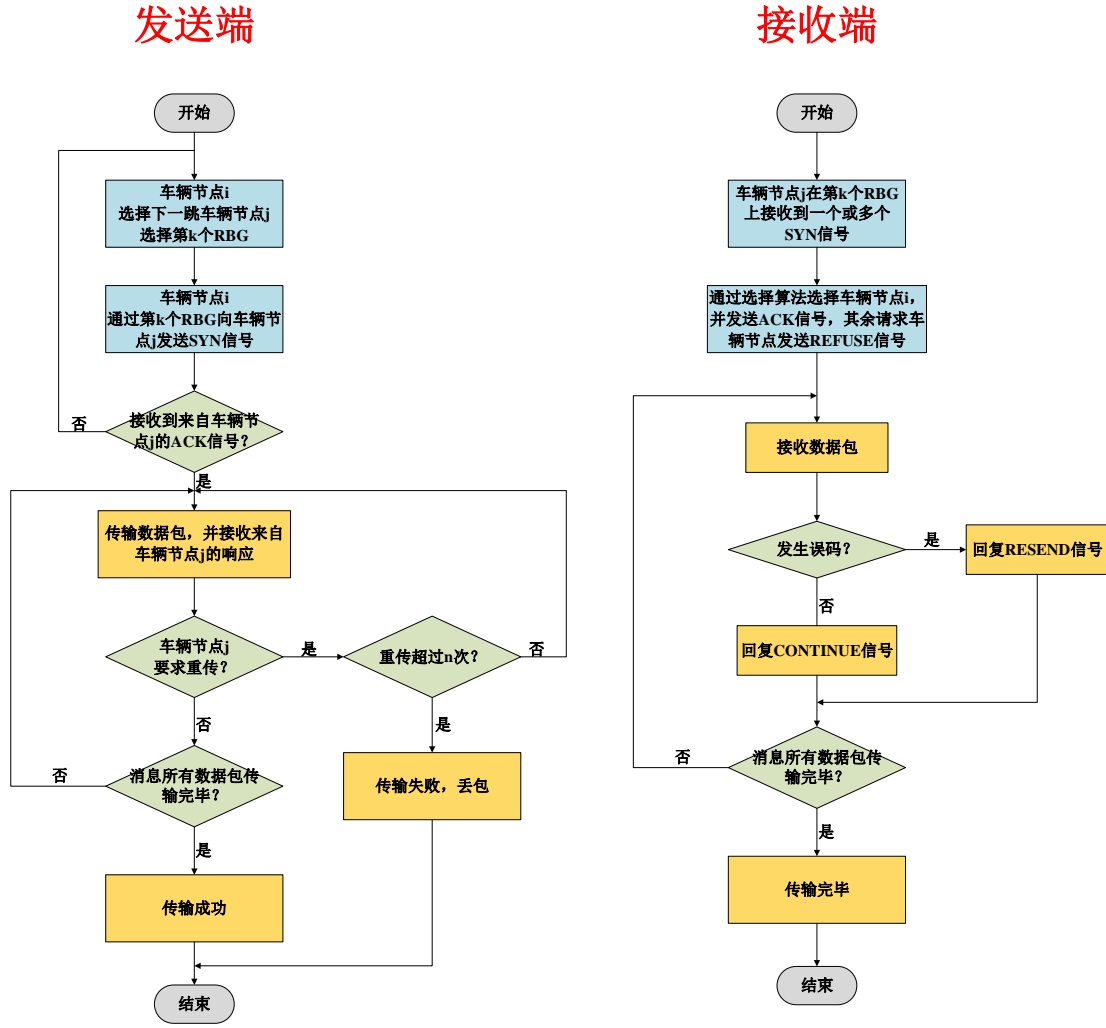 发送端
开始
车辆节点i
选择下一跳车辆节点j
选择第k个RBG
车辆节点i
通过第k个RBG向车辆节
点j发送SYN信号
接收到来自车辆节
点j的ACK信号?
否
是
传输数据包，并接收来自
车辆节点j的响应
车辆节点j
要求重传?
是
重传超过n次?
否
否
是
消息所有数据包传
输完毕?
否
传输失败，丢包
是
传输成功
结束
接收端
开始
车辆节点j在第k个RBG
上接收到一个或多个
SYN信号
通过选择算法选择车辆节点i，
并发送ACK信号，其余请求车
辆节点发送REFUSE信号
接收数据包
发生误码?
是
回复RESEND信号
否
回复CONTINUE信号
消息所有数据包传
输完毕?
否
是
传输完毕
结束